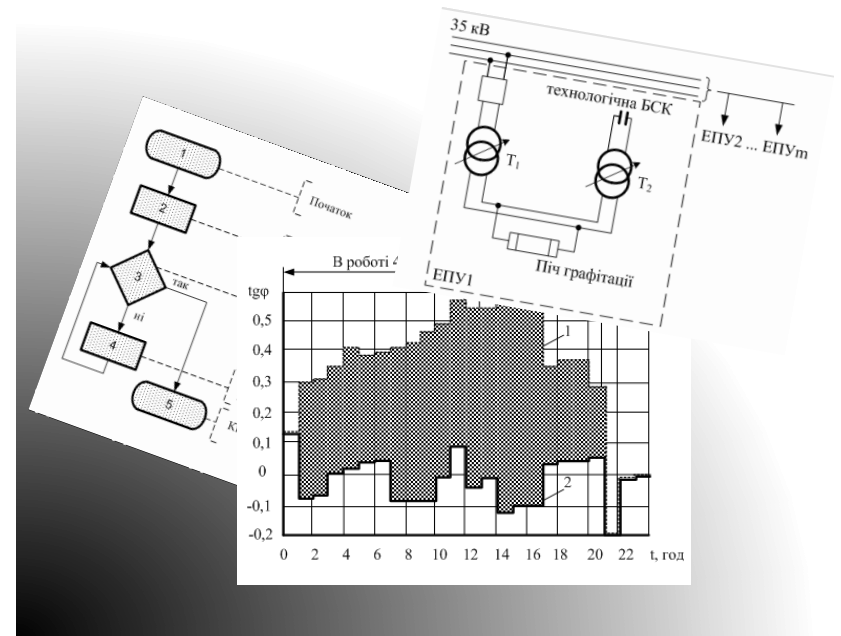 35 кВ
технологічна БСК
ЕПУ2 ... ЕПУm
T₁
T₂
Піч графітації
ЕПУ1
1
Початок
2
3
так
ні
4
5
В роботі 4
tgφ
0,5
0,4
0,3
0,2
0,1
0
-0,1
-0,2
1
2
0 2 4 6 8 10 12 14 16 18 20 22 t, год